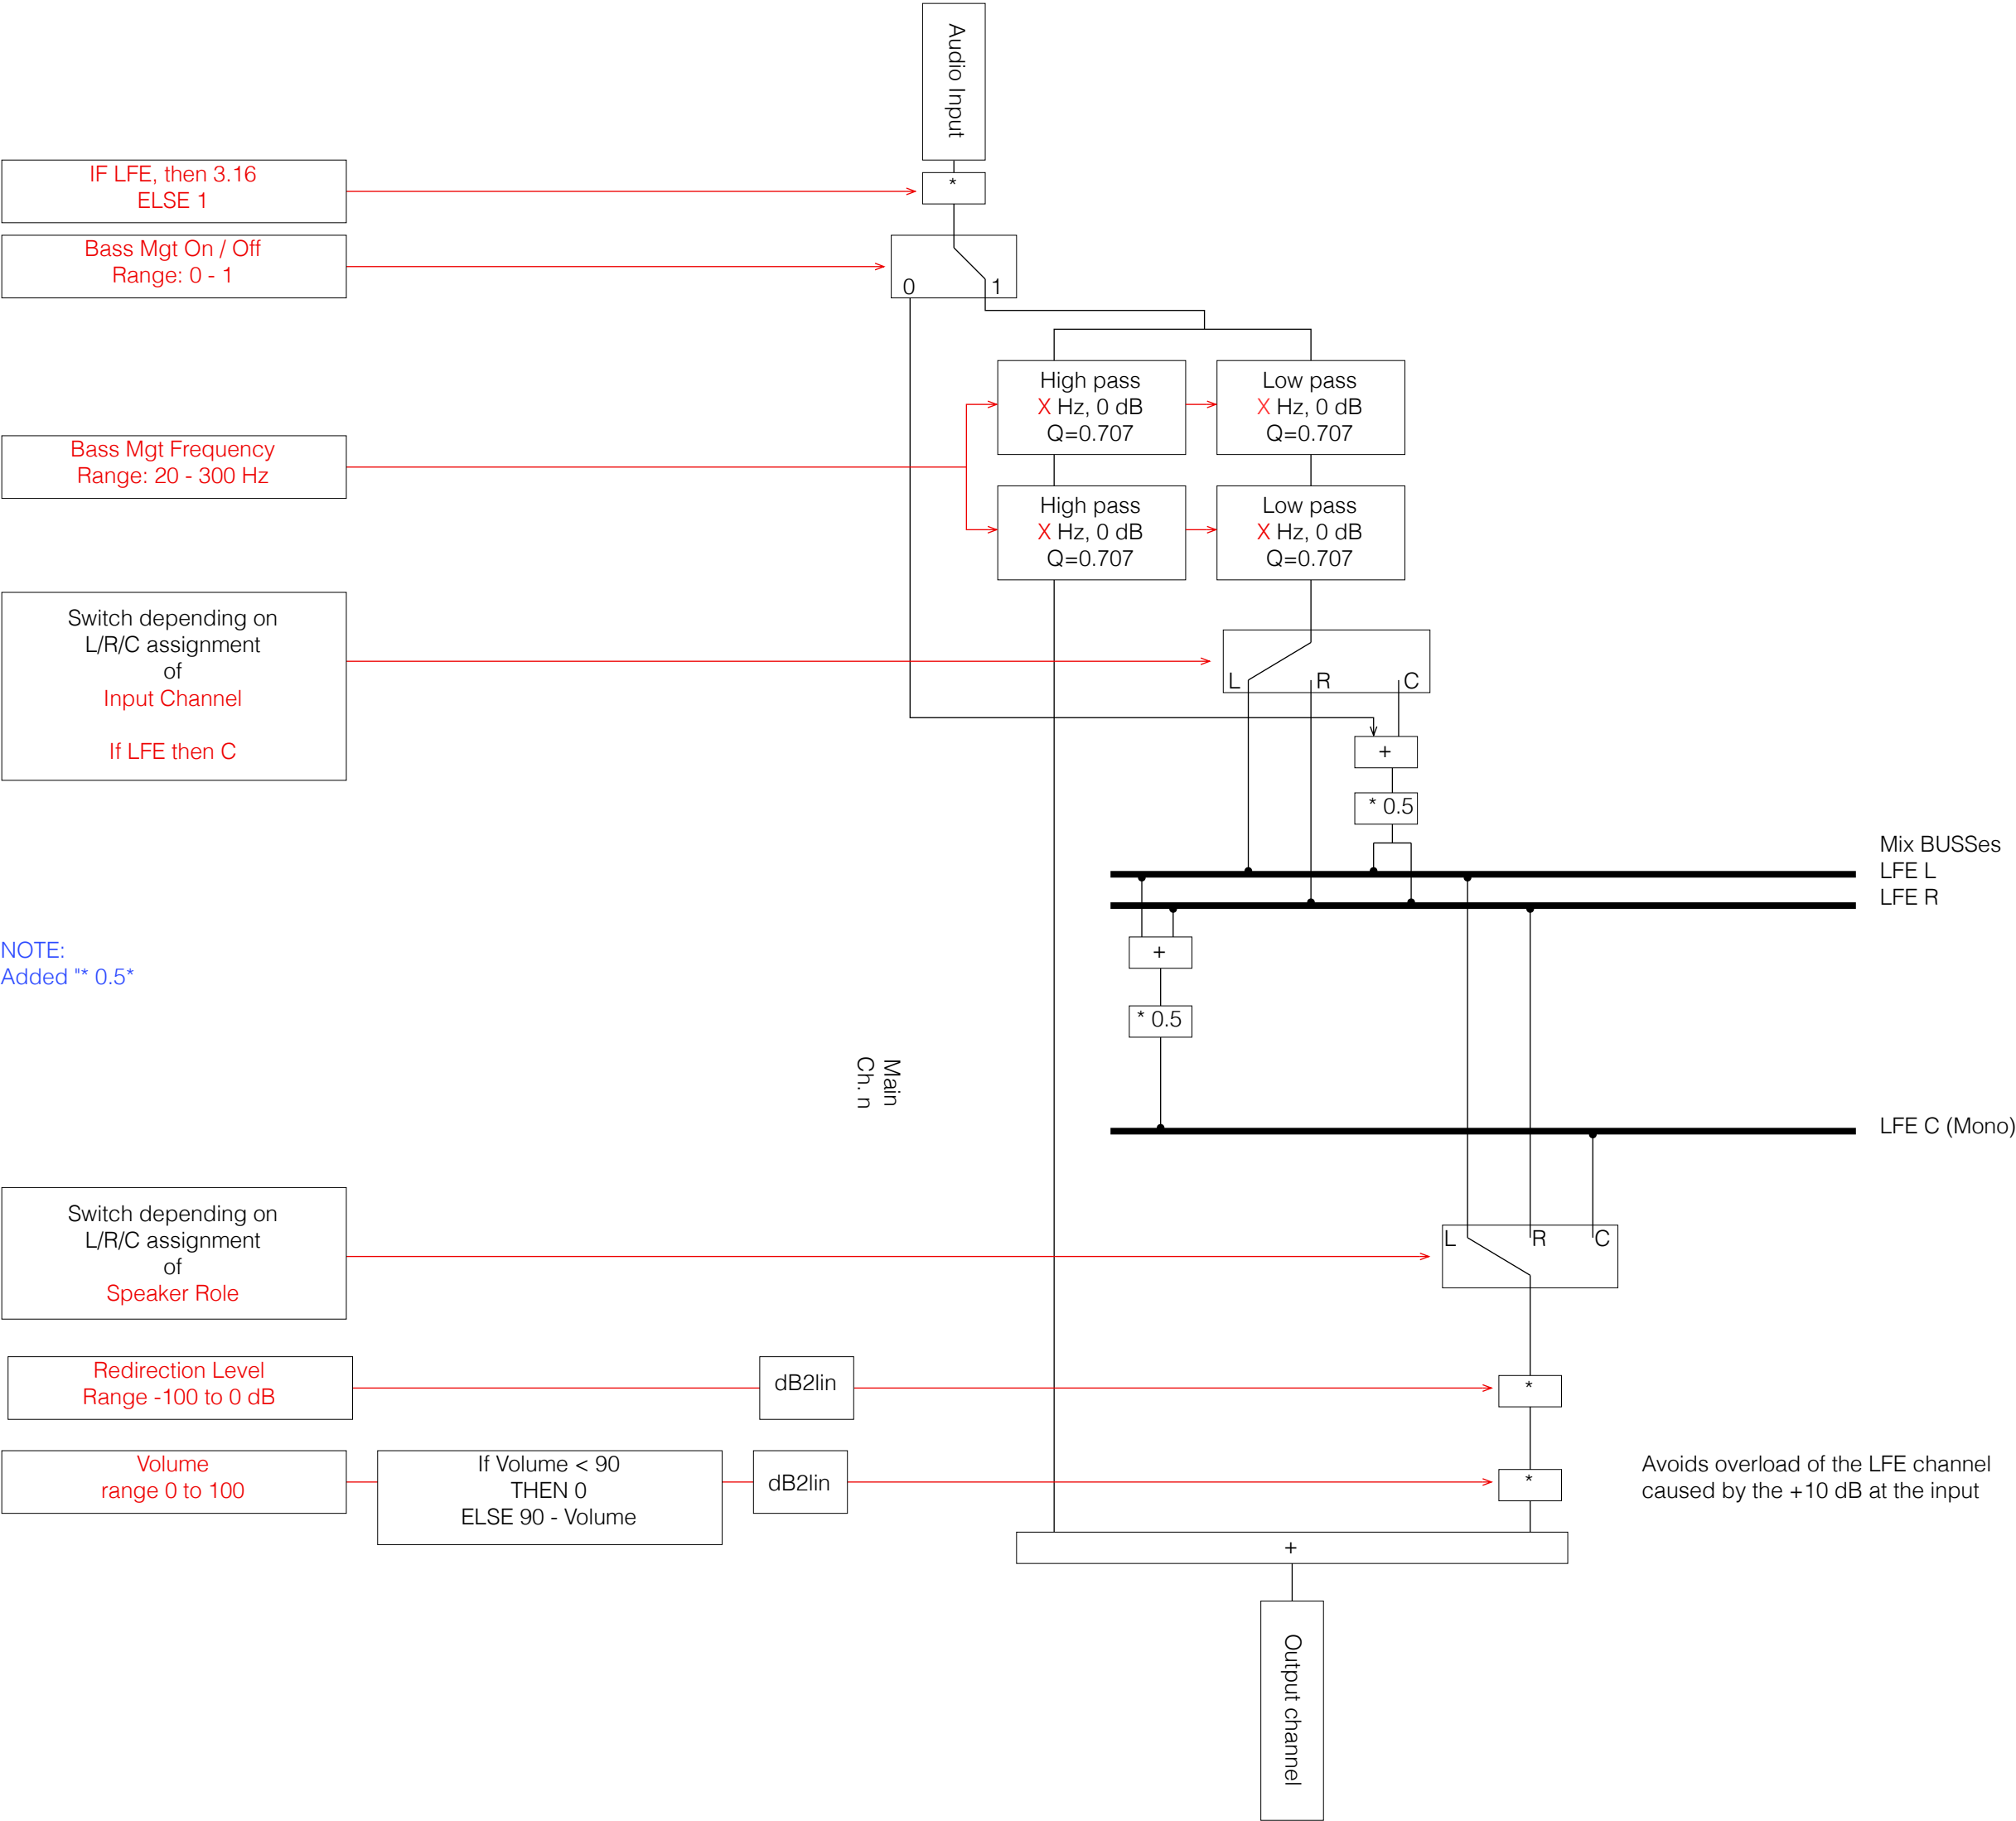 Audio Input
IF LFE, then 3.16
ELSE 1
*
Bass Mgt On / Off
Range: 0 - 1
0
1
High pass
X Hz, 0 dB
Q=0.707
Low pass
X Hz, 0 dB
Q=0.707
Bass Mgt Frequency
Range: 20 - 300 Hz
High pass
X Hz, 0 dB
Q=0.707
Low pass
X Hz, 0 dB
Q=0.707
Switch depending on
L/R/C assignment
of
Input Channel
If LFE then C
L
R
C
+
* 0.5
Mix BUSSes
LFE L
LFE R
NOTE:
Added "* 0.5*
+
* 0.5
Main
Ch. n
LFE C (Mono)
Switch depending on
L/R/C assignment
of
Speaker Role
L
R
C
Redirection Level
Range -100 to 0 dB
dB2lin
*
Volume
range 0 to 100
If Volume < 90
THEN 0
ELSE 90 - Volume
dB2lin
*
Avoids overload of the LFE channel
caused by the +10 dB at the input
+
Output channel